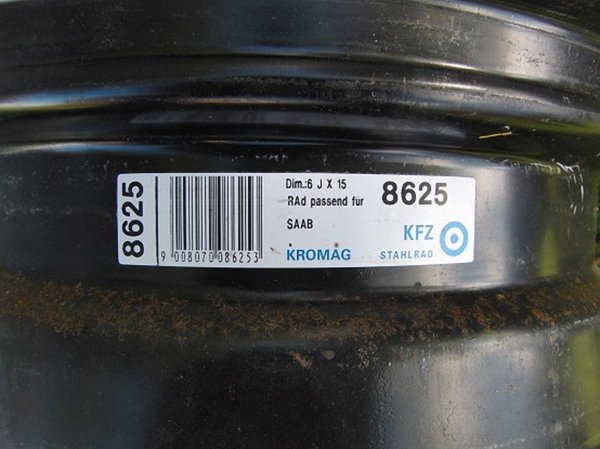 8625
9 008070 086253
Dim.:6 J X 15
RAd passend fur
SAAB
KROMAG
8625
KFZ
STAHLRAD